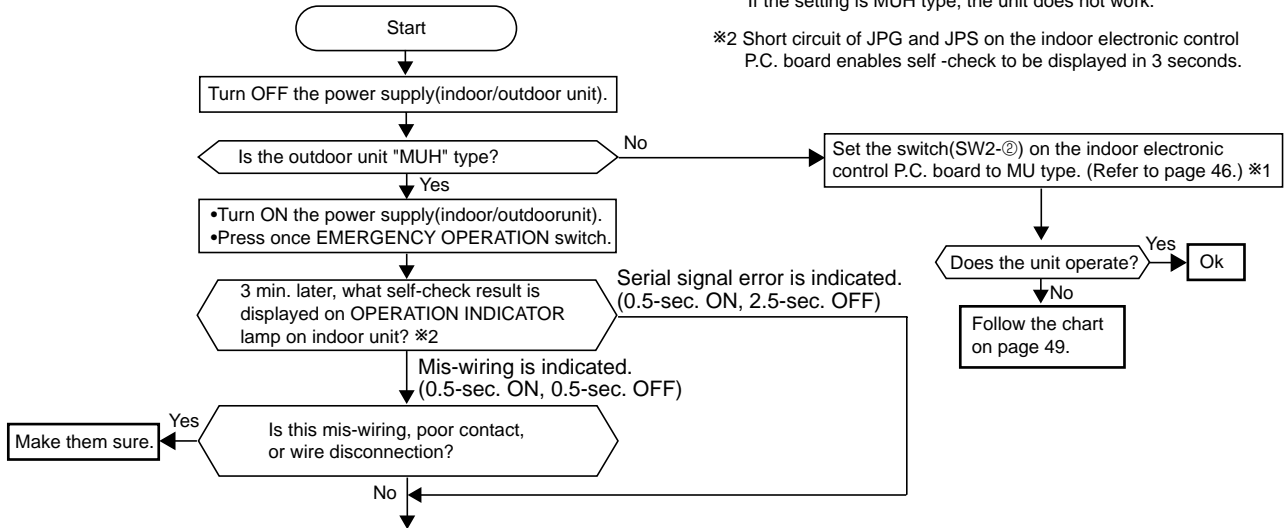 If the setting is MUH type, the unit does not work.
※2 Short circuit of JPG and JPS on the indoor electronic control
P.C. board enables self -check to be displayed in 3 seconds.
Start
Turn OFF the power supply(indoor/outdoor unit).
Is the outdoor unit "MUH" type?
No
Set the switch(SW2-②) on the indoor electronic
control P.C. board to MU type. (Refer to page 46.) ※1
Yes
•Turn ON the power supply(indoor/outdoorunit).
•Press once EMERGENCY OPERATION switch.
Does the unit operate?
Yes
Ok
No
Follow the chart
on page 49.
3 min. later, what self-check result is
displayed on OPERATION INDICATOR
lamp on indoor unit? ※2
Serial signal error is indicated.
(0.5-sec. ON, 2.5-sec. OFF)
Mis-wiring is indicated.
(0.5-sec. ON, 0.5-sec. OFF)
Is this mis-wiring, poor contact,
or wire disconnection?
Yes
Make them sure.
No